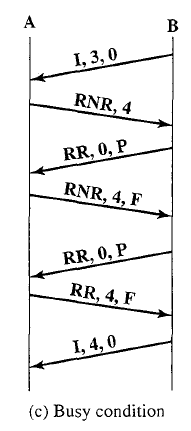 A B
I, 3, 0
RNR, 4
RR, 0, P
RNR, 4, F
RR, 0, P
RR, 4, F
I, 4, 0
(c) Busy condition